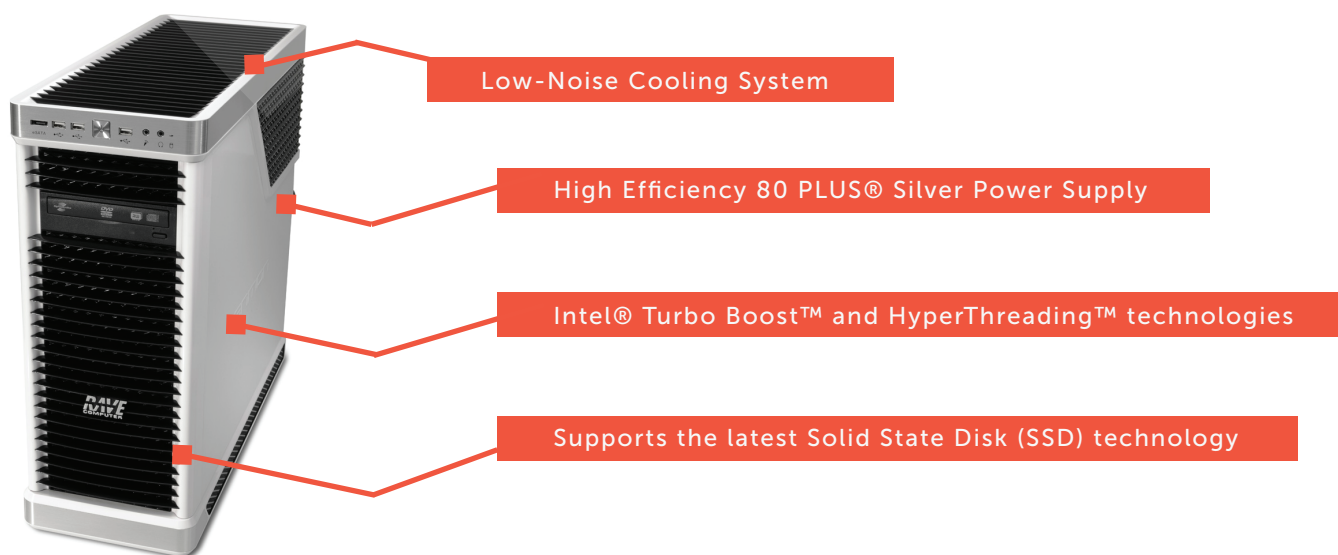 Low-Noise Cooling System
High Efficiency 80 PLUS® Silver Power Supply
Intel® Turbo Boost™ and HyperThreading™ technologies
RAVE
COMPUTER
Supports the latest Solid State Disk (SSD) technology